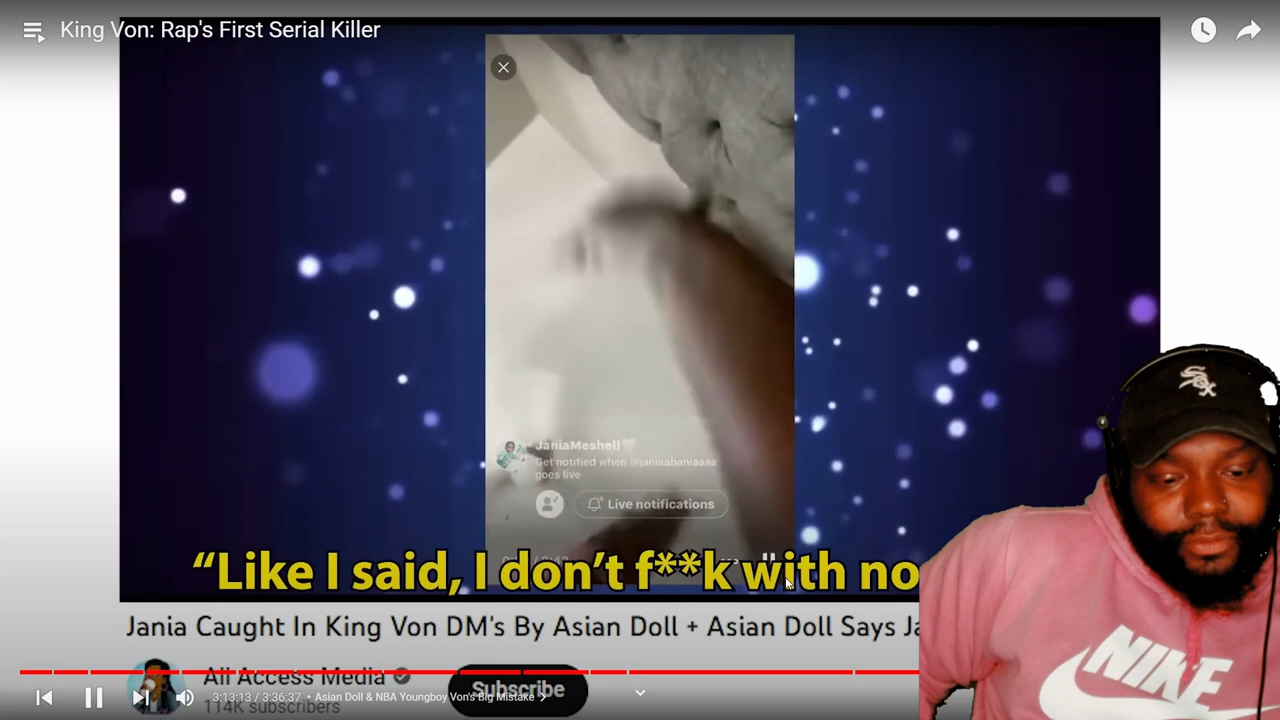 King Von: Rap's First Serial Killer
JaniaMeshell
Get notified when @janiaabaniaaaa
goes live
Live notifications
“Like I said, I don’t f**k with no
Jania Caught In King Von DM's By Asian Doll + Asian Doll Says Ja
All Access Media
Subscribe
114K subscribers
3:13:13 / 3:36:37 • Asian Doll & NBA Youngboy Von's Big Mistake
Sox
NIKE